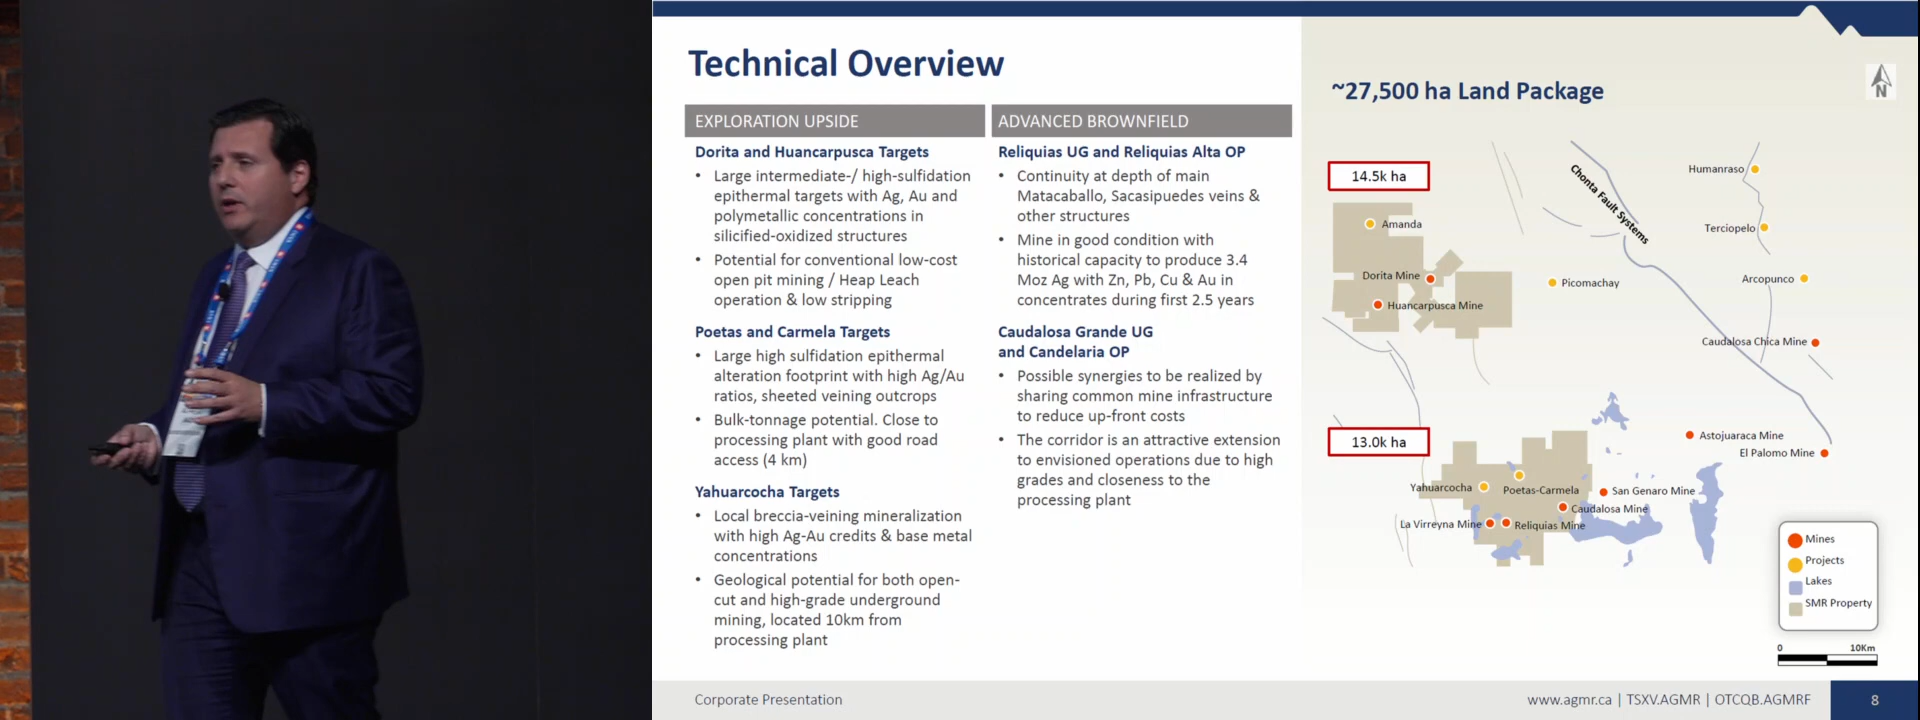 Technical Overview
EXPLORATION UPSIDE
Dorita and Huancarpusca Targets
• Large intermediate-/ high-sulfidation
epithermal targets with Ag, Au and
polymetallic concentrations in
silicified-oxidized structures
• Potential for conventional low-cost
open pit mining / Heap Leach
operation & low stripping
Poetas and Carmela Targets
• Large high sulfidation epithermal
alteration footprint with high Ag/Au
ratios, sheeted veining outcrops
• Bulk-tonnage potential. Close to
processing plant with good road
access (4 km)
Yahuarcocha Targets
• Local breccia-veining mineralization
with high Ag-Au credits & base metal
concentrations
• Geological potential for both open-
cut and high-grade underground
mining, located 10km from
processing plant
ADVANCED BROWNFIELD
Reliquias UG and Reliquias Alta OP
• Continuity at depth of main
Matacaballo, Sacasipuedes veins &
other structures
• Mine in good condition with
historical capacity to produce 3.4
Moz Ag with Zn, Pb, Cu & Au in
concentrates during first 2.5 years
Caudalosa Grande UG
and Candelaria OP
• Possible synergies to be realized by
sharing common mine infrastructure
to reduce up-front costs
• The corridor is an attractive extension
to envisioned operations due to high
grades and closeness to the
processing plant
~27,500 ha Land Package
N
14.5k ha
Chonta Fault Systems
Humanraso
Amanda
Terciopelo
Dorita Mine
Picomachay
Arcopunco
Huancarpusca Mine
Caudalosa Chica Mine
13.0k ha
Astojuaraca Mine
El Palomo Mine
Yahuarcocha
Poetas-Carmela
San Genaro Mine
Caudalosa Mine
La Virreyna Mine
Reliquias Mine
Mines
Projects
Lakes
SMR Property
0 10Km
Corporate Presentation
www.agmr.ca | TSXV.AGMR | OTCQB.AGMRF
8